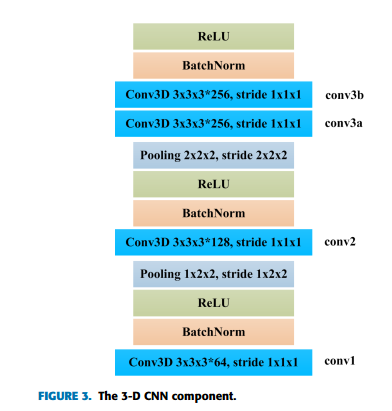 ReLU
BatchNorm
Conv3D 3x3x3*256, stride 1x1x1 conv3b
Conv3D 3x3x3*256, stride 1x1x1 conv3a
Pooling 2x2x2, stride 2x2x2
ReLU
BatchNorm
Conv3D 3x3x3*128, stride 1x1x1 conv2
Pooling 1x2x2, stride 1x2x2
ReLU
BatchNorm
Conv3D 3x3x3*64, stride 1x1x1 conv1
FIGURE 3. The 3-D CNN component.